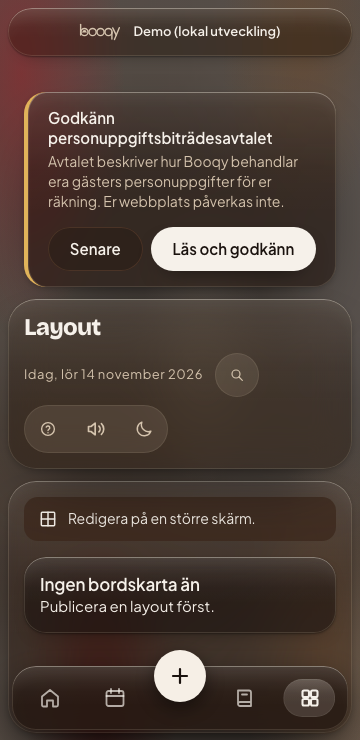 booqy Demo (lokal utveckling)
Godkänn
personuppgiftsbiträdesavtalet
Avtalet beskriver hur Booqy behandlar
era gästers personuppgifter för er
räkning. Er webbplats påverkas inte.
Senare
Läs och godkänn
Layout
Idag, lör 14 november 2026
Redigera på en större skärm.
Ingen bordskarta än
Publicera en layout först.